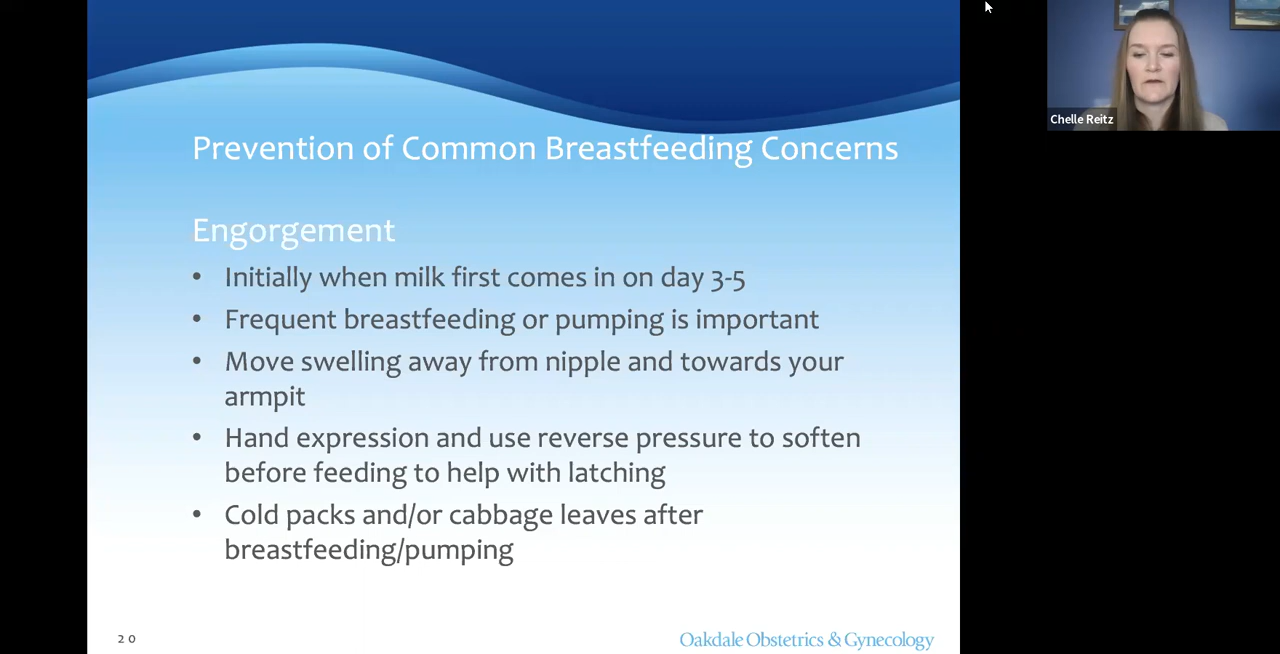 Prevention of Common Breastfeeding Concerns
Engorgement
• Initially when milk first comes in on day 3-5
• Frequent breastfeeding or pumping is important
• Move swelling away from nipple and towards your
armpit
• Hand expression and use reverse pressure to soften
before feeding to help with latching
• Cold packs and/or cabbage leaves after
breastfeeding/pumping
20
Oakdale Obstetrics & Gynecology
Chelle Reitz